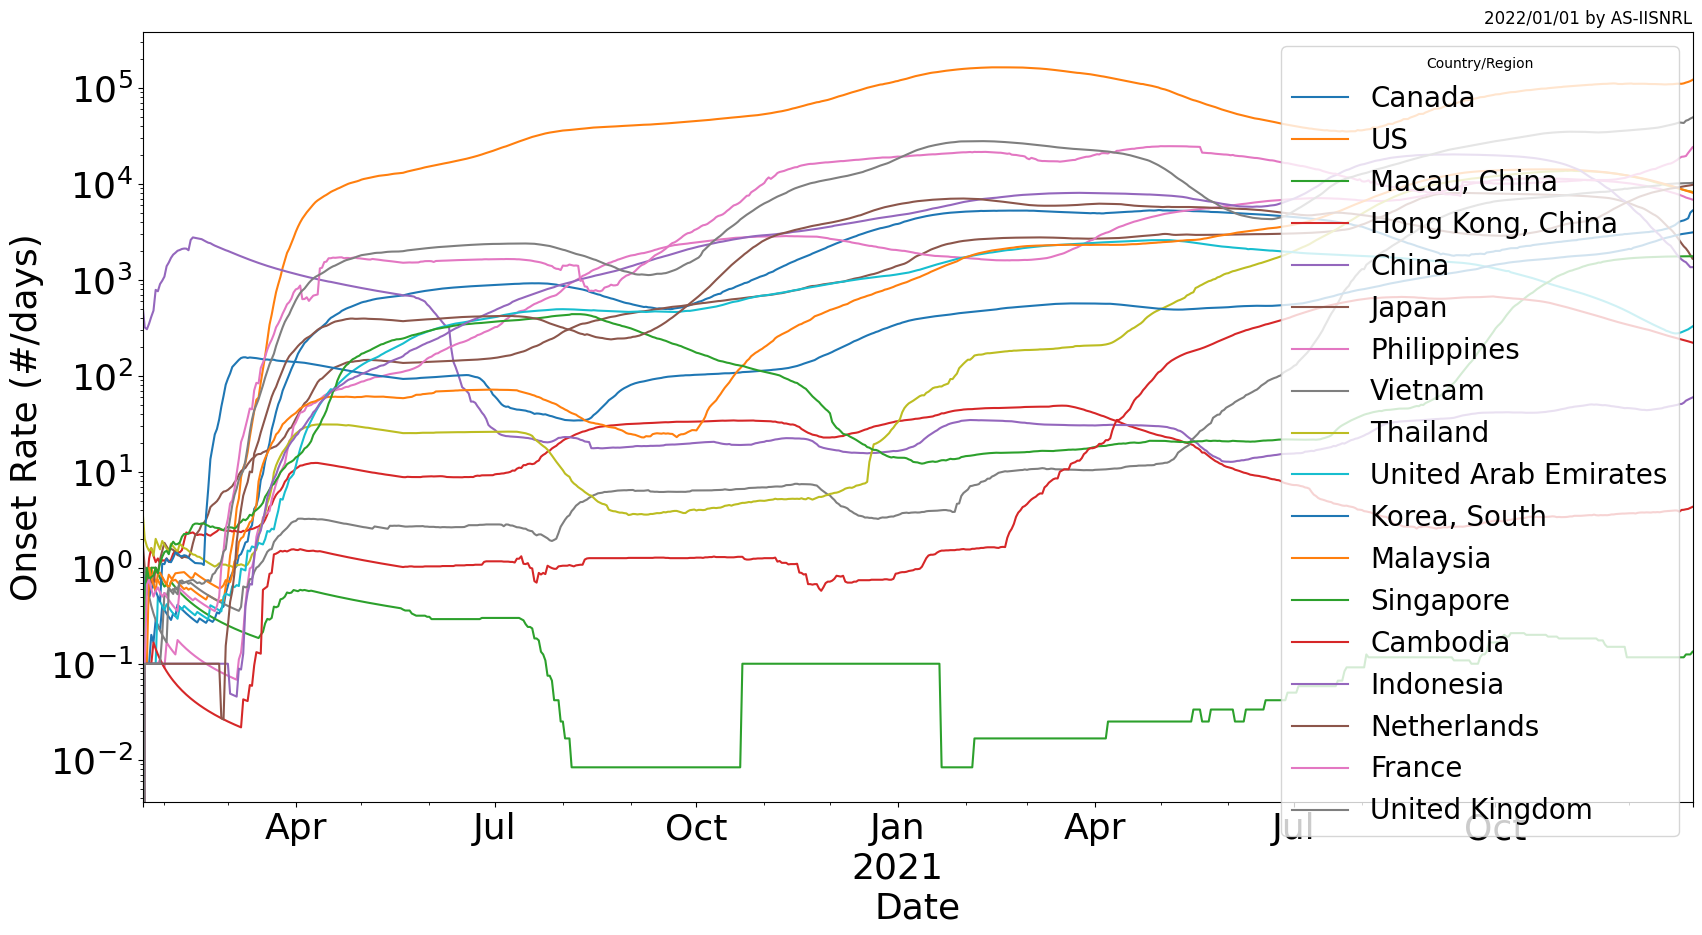 2022/01/01 by AS-IISNRL
Onset Rate (#/days)
10^5
10^4
10^3
10^2
10^1
10^0
10^-1
10^-2
Country/Region
Canada
US
Macau, China
Hong Kong, China
China
Japan
Philippines
Vietnam
Thailand
United Arab Emirates
Korea, South
Malaysia
Singapore
Cambodia
Indonesia
Netherlands
France
United Kingdom
Apr Jul Oct Jan Apr Jul Oct
2021
Date